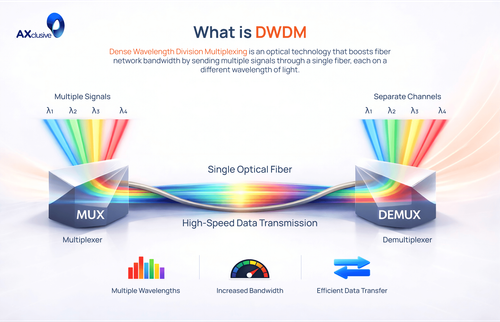 AXclusive
What is DWDM
Dense Wavelength Division Multiplexing is an optical technology that boosts fiber
network bandwidth by sending multiple signals through a single fiber, each on a
different wavelength of light.
Multiple Signals
λ₁ λ₂ λ₃ λ₄
Separate Channels
λ₁ λ₂ λ₃ λ₄
Single Optical Fiber
MUX
DEMUX
High-Speed Data Transmission
Multiplexer
Demultiplexer
Multiple Wavelengths
Increased Bandwidth
Efficient Data Transfer